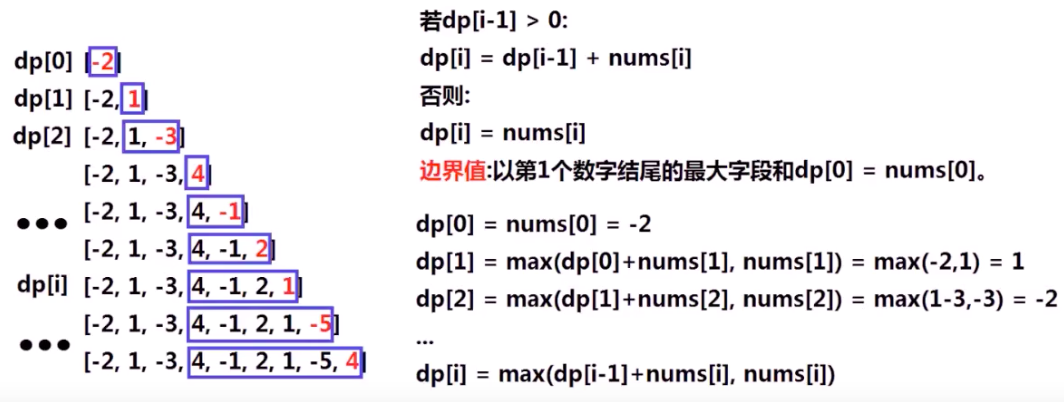 dp[0] [-2]
dp[1] [-2, 1]
dp[2] [-2, 1, -3]
[-2, 1, -3, 4]
[-2, 1, -3, 4, -1]
•••
[-2, 1, -3, 4, -1, 2]
dp[i] [-2, 1, -3, 4, -1, 2, 1]
[-2, 1, -3, 4, -1, 2, 1, -5]
•••
[-2, 1, -3, 4, -1, 2, 1, -5, 4]
若dp[i-1] > 0:
dp[i] = dp[i-1] + nums[i]
否则:
dp[i] = nums[i]
边界值:以第1个数字结尾的最大字段和dp[0] = nums[0]。
dp[0] = nums[0] = -2
dp[1] = max(dp[0]+nums[1], nums[1]) = max(-2,1) = 1
dp[2] = max(dp[1]+nums[2], nums[2]) = max(1-3,-3) = -2
...
dp[i] = max(dp[i-1]+nums[i], nums[i])